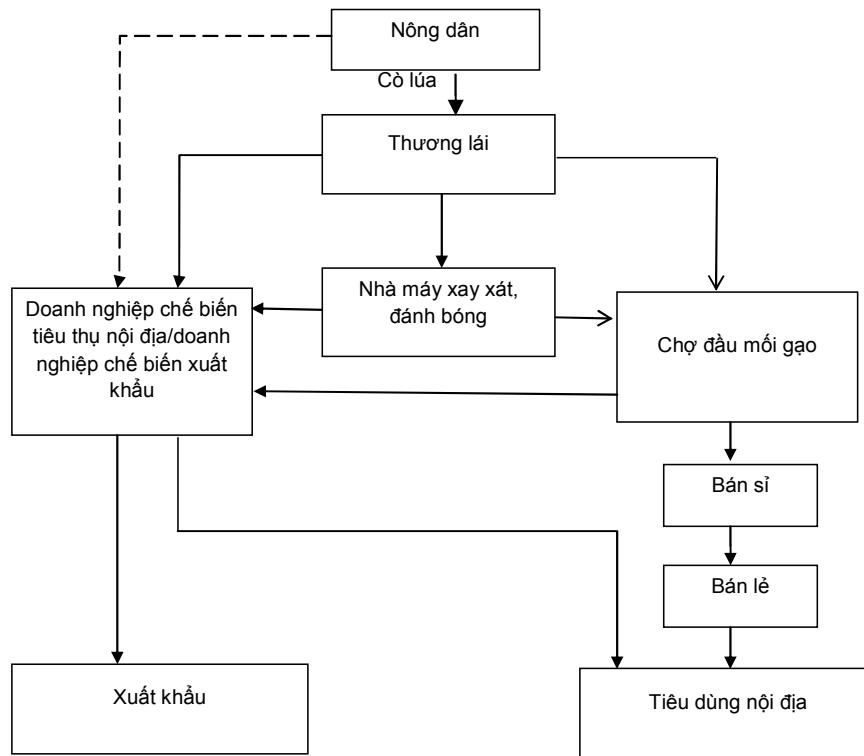 Nông dân
Cò lúa
Thương lái
Nhà máy xay xát,
đánh bóng
Doanh nghiệp chế biến
tiêu thụ nội địa/doanh
nghiệp chế biến xuất
khẩu
Chợ đầu mối gạo
Bán sỉ
Bán lẻ
Xuất khẩu
Tiêu dùng nội địa